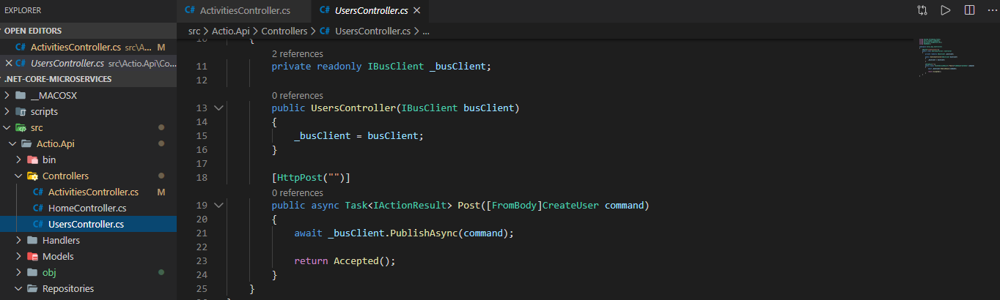 EXPLORER
OPEN EDITORS
C# ActivitiesController.cs src\A... M
C# UsersController.cs src\Actio.Api\Co...
.NET-CORE-MICROSERVICES
__MACOSX
scripts
src
Actio.Api
bin
Controllers
C# ActivitiesController.cs M
C# HomeController.cs
C# UsersController.cs
Handlers
Models
obj
Repositories
C# ActivitiesController.cs
C# UsersController.cs
src > Actio.Api > Controllers > C# UsersController.cs > ...
{
2 references
11 private readonly IBusClient _busClient;
12
0 references
13 public UsersController(IBusClient busClient)
14 {
15 _busClient = busClient;
16 }
17
18 [HttpPost("")]
0 references
19 public async Task<IActionResult> Post([FromBody]CreateUser command)
20 {
21 await _busClient.PublishAsync(command);
22
23 return Accepted();
24 }
25 }